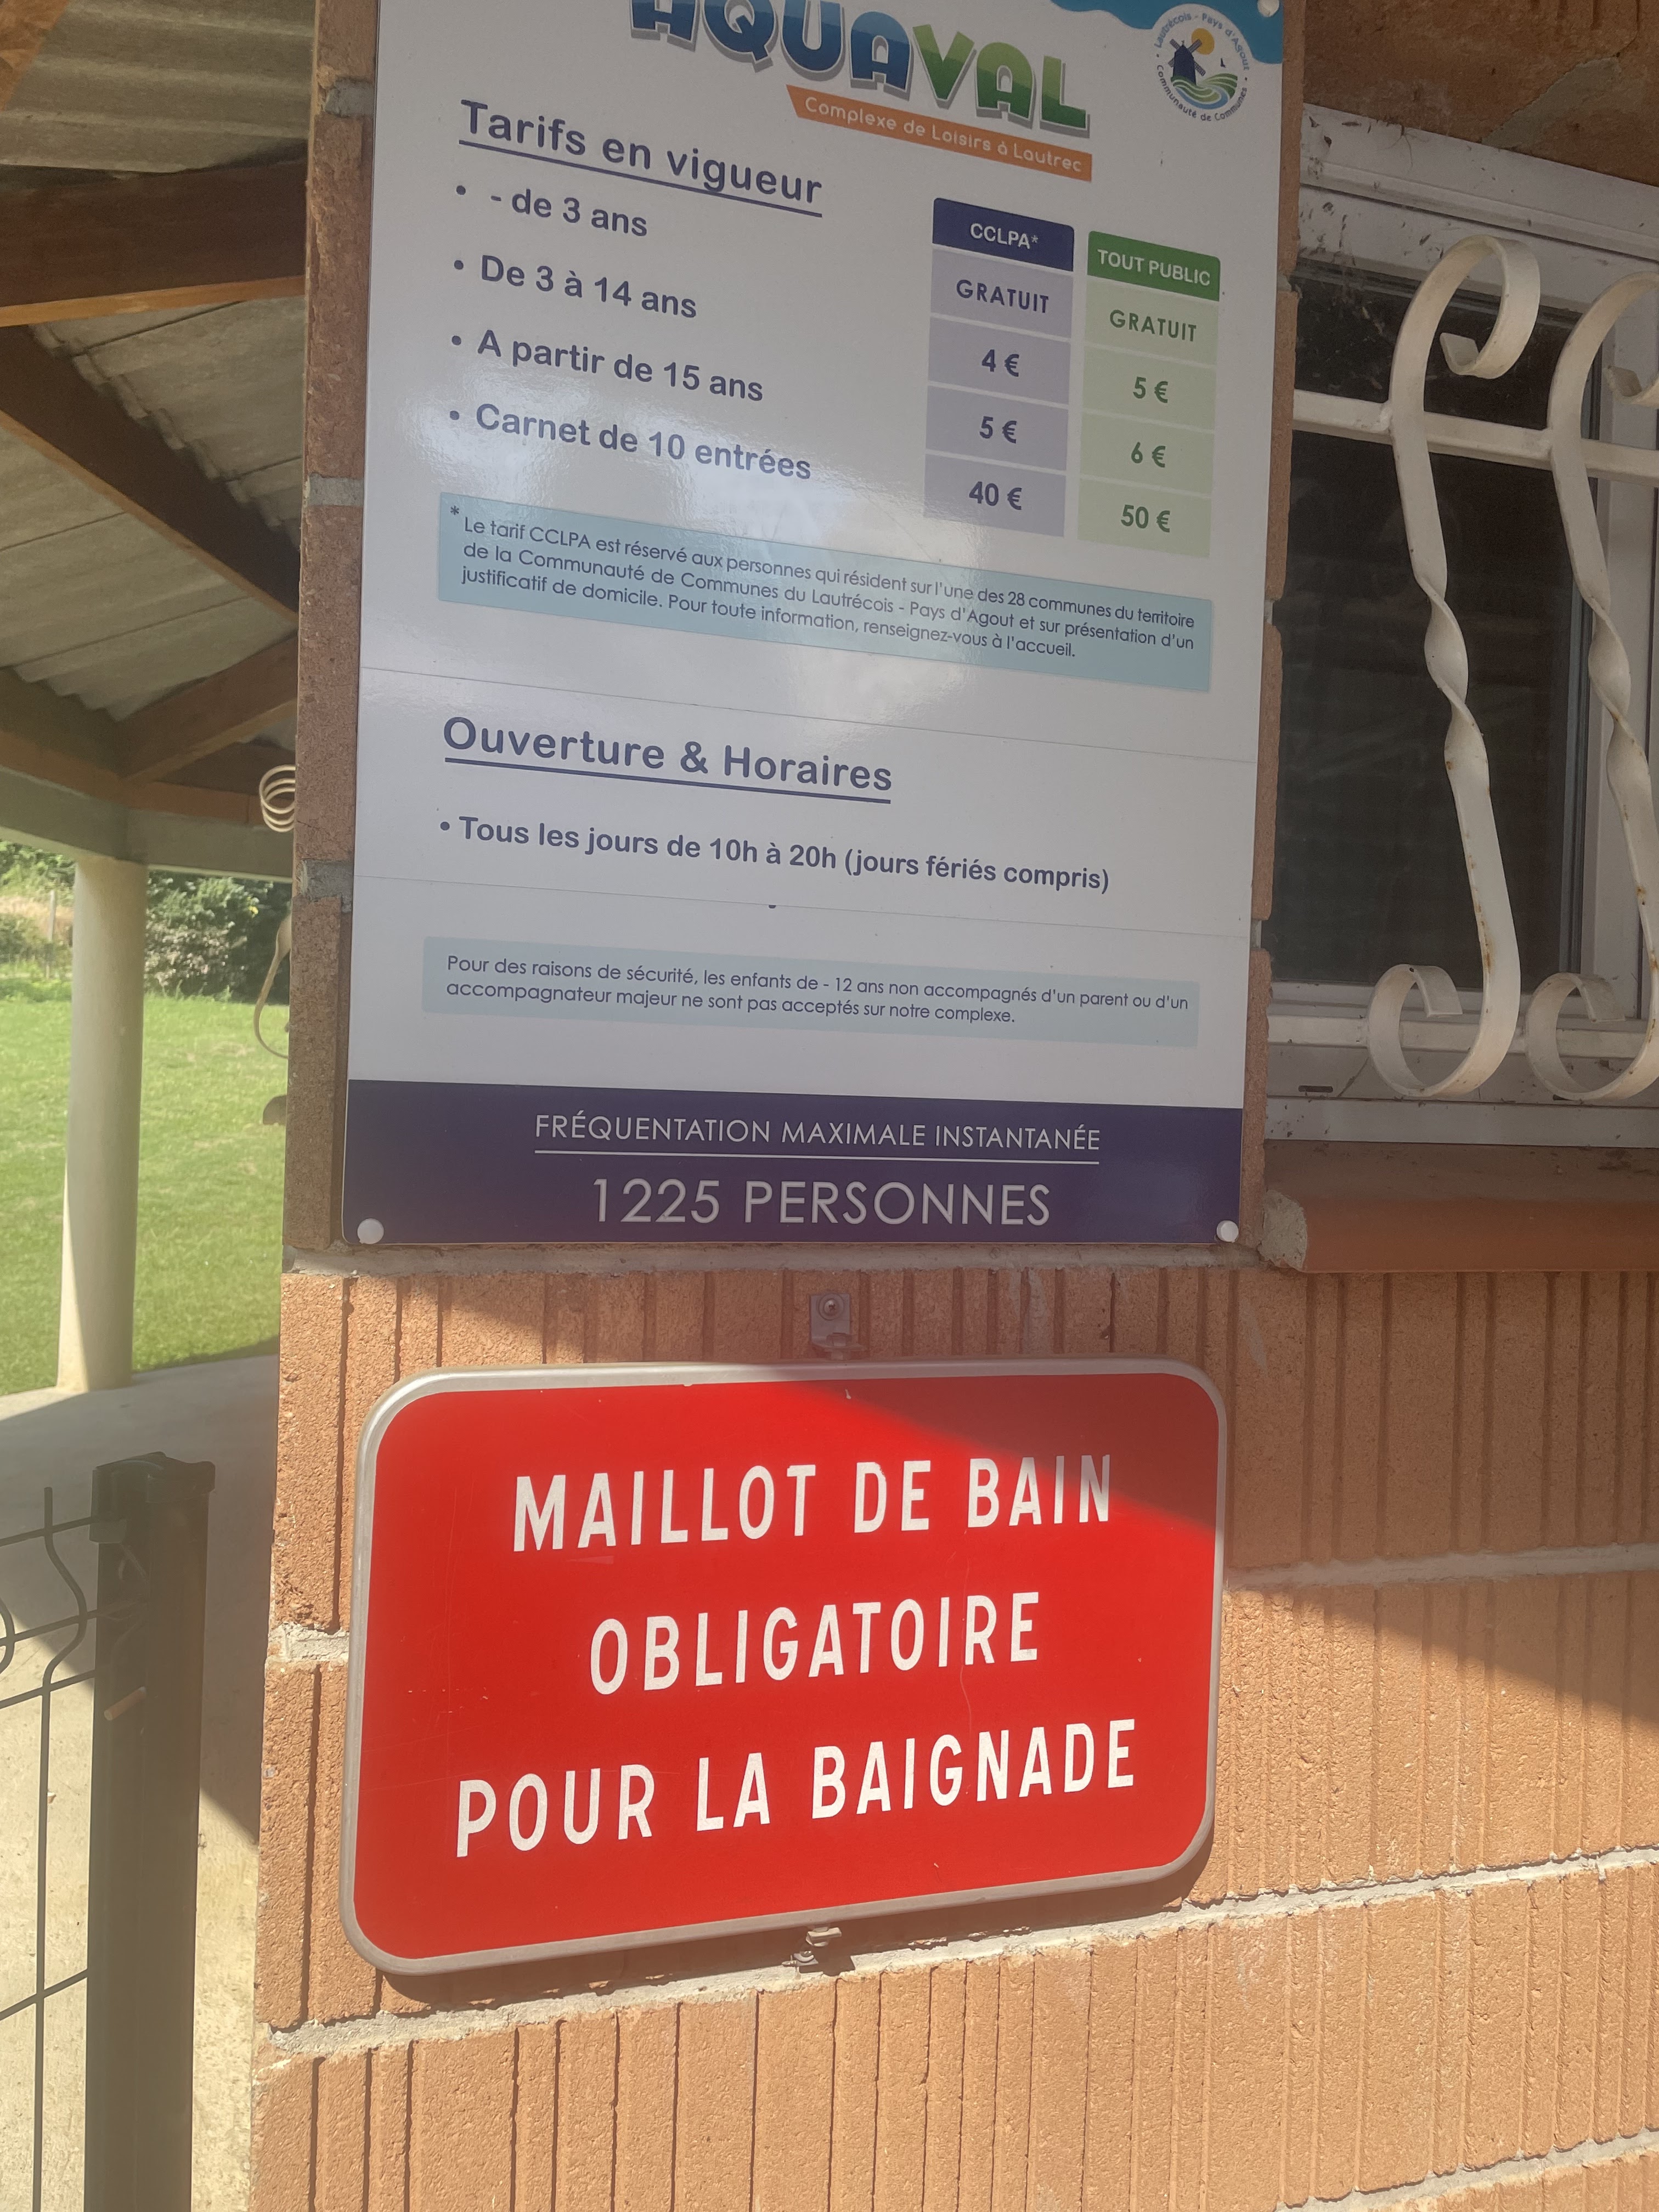 AQUAVAL
Complexe de Loisirs à Lautrec
Lautrécois - Pays d'Agout
Communauté de Communes
Tarifs en vigueur
CCLPA*
TOUT PUBLIC
• - de 3 ans
GRATUIT
GRATUIT
• De 3 à 14 ans
4 €
5 €
• A partir de 15 ans
5 €
6 €
• Carnet de 10 entrées
40 €
50 €
* Le tarif CCLPA est réservé aux personnes qui résident sur l'une des 28 communes du territoire
de la Communauté de Communes du Lautrécois - Pays d'Agout et sur présentation d'un
justificatif de domicile. Pour toute information, renseignez-vous à l'accueil.
Ouverture & Horaires
• Tous les jours de 10h à 20h (jours fériés compris)
Pour des raisons de sécurité, les enfants de - 12 ans non accompagnés d'un parent ou d'un
accompagnateur majeur ne sont pas acceptés sur notre complexe.
FRÉQUENTATION MAXIMALE INSTANTANÉE
1225 PERSONNES
MAILLOT DE BAIN
OBLIGATOIRE
POUR LA BAIGNADE